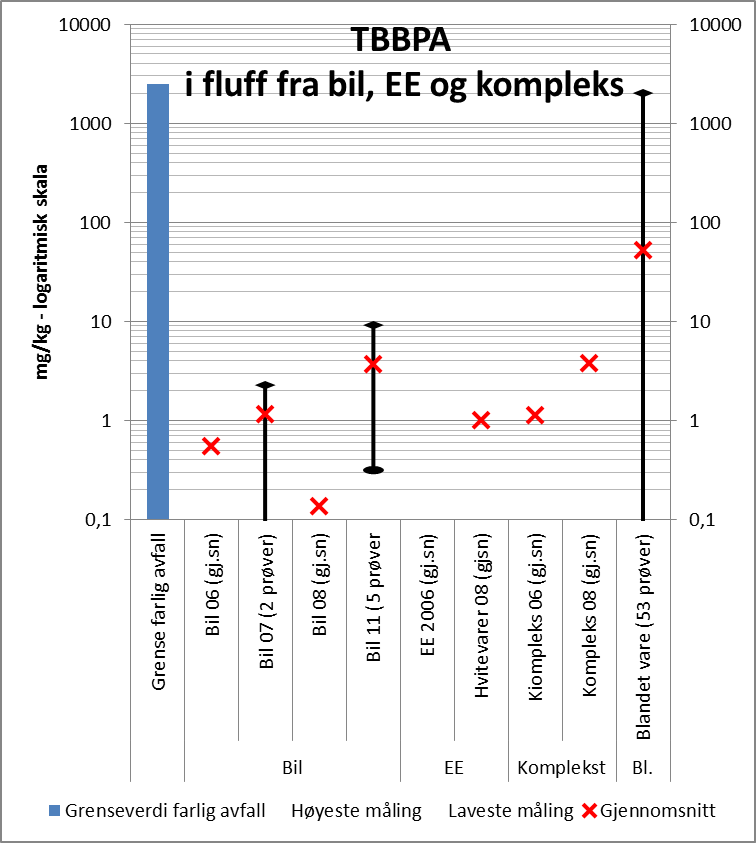 TBBPA
i fluff fra bil, EE og kompleks
mg/kg - logaritmisk skala
10000
1000
100
10
1
0,1
10000
1000
100
10
1
0,1
Grense farlig avfall
Bil 06 (gj.sn)
Bil 07 (2 prøver)
Bil 08 (gj.sn)
Bil 11 (5 prøver
EE 2006 (gj.sn)
Hvitevarer 08 (gjsn)
Kiompleks 06 (gj.sn)
Kompleks 08 (gj.sn)
Blandet vare (53 prøver)
Bil
EE
Komplekst
Bl.
Grenseverdi farlig avfall
Høyeste måling
Laveste måling
Gjennomsnitt